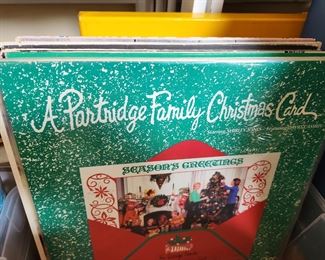 A Partridge Family Christmas Card
SEASON'S GREETINGS